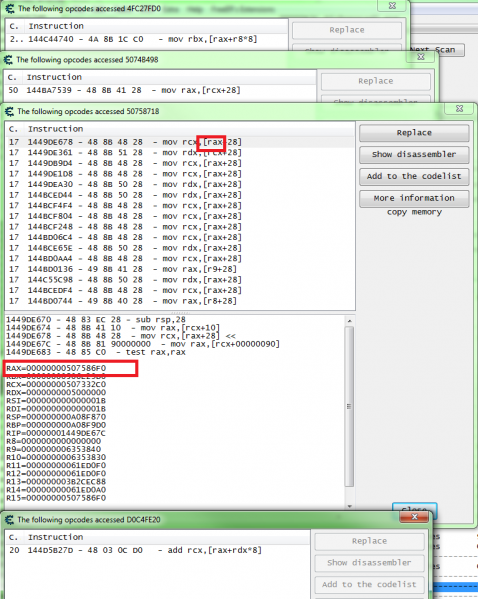 The following opcodes accessed 4FC27FD0
C. Instruction
2.. 144C44740 - 4A 8B 1C C0 - mov rbx,[rax+r8*8]
Replace
Next Scan
The following opcodes accessed 50748498
C. Instruction
50 144BA7539 - 48 8B 41 28 - mov rax,[rcx+28]
Replace
The following opcodes accessed 50758718
C. Instruction
17 1449DE678 - 48 8B 48 28 - mov rcx,[rax+28]
17 1449DE361 - 48 8B 51 28 - mov rdx,[rcx+28]
17 1449DB9D4 - 48 8B 48 28 - mov rcx,[rax+28]
17 1449DE1D8 - 48 8B 48 28 - mov rcx,[rax+28]
17 1449DEA30 - 48 8B 50 28 - mov rdx,[rax+28]
17 144BCED44 - 48 8B 50 28 - mov rdx,[rax+28]
17 144BCF4F4 - 48 8B 48 28 - mov rcx,[rax+28]
17 144BCF804 - 48 8B 48 28 - mov rcx,[rax+28]
17 144BCF248 - 48 8B 48 28 - mov rcx,[rax+28]
17 144BD06C4 - 48 8B 48 28 - mov rcx,[rax+28]
17 144BCE65E - 48 8B 50 28 - mov rdx,[rax+28]
17 144BD0AA4 - 48 8B 48 28 - mov rcx,[rax+28]
17 144BD0136 - 49 8B 41 28 - mov rax,[r9+28]
17 144C55C98 - 48 8B 50 28 - mov rdx,[rax+28]
17 144BCEDF4 - 48 8B 48 28 - mov rcx,[rax+28]
17 144BD0744 - 49 8B 40 28 - mov rax,[r8+28]
Replace
Show disassembler
Add to the codelist
More information
copy memory
1449DE670 - 48 83 EC 28 - sub rsp,28
1449DE674 - 48 8B 41 10 - mov rax,[rcx+10]
1449DE678 - 48 8B 48 28 - mov rcx,[rax+28] <<
1449DE67C - 48 8B 81 90000000 - mov rax,[rcx+00000090]
1449DE683 - 48 85 C0 - test rax,rax
RAX=00000000507586F0
RCX=00000000507332C0
RDX=0000000005000000
RSI=000000000000001B
RDI=000000000000001B
RSP=000000000A08F870
RBP=000000000A08F9D0
RIP=00000001449DE67C
R8=0000000000000000
R9=0000000006353840
R10=0000000006353830
R11=00000000061ED0F0
R12=00000000061ED0F0
R13=000000003B2CEC88
R14=00000000061ED0A0
R15=00000000507586F0
Close
The following opcodes accessed D0C4FE20
C. Instruction
20 144D5B27D - 48 03 0C D0 - add rcx,[rax+rdx*8]
Replace
Show disassembler
Add to the codelist